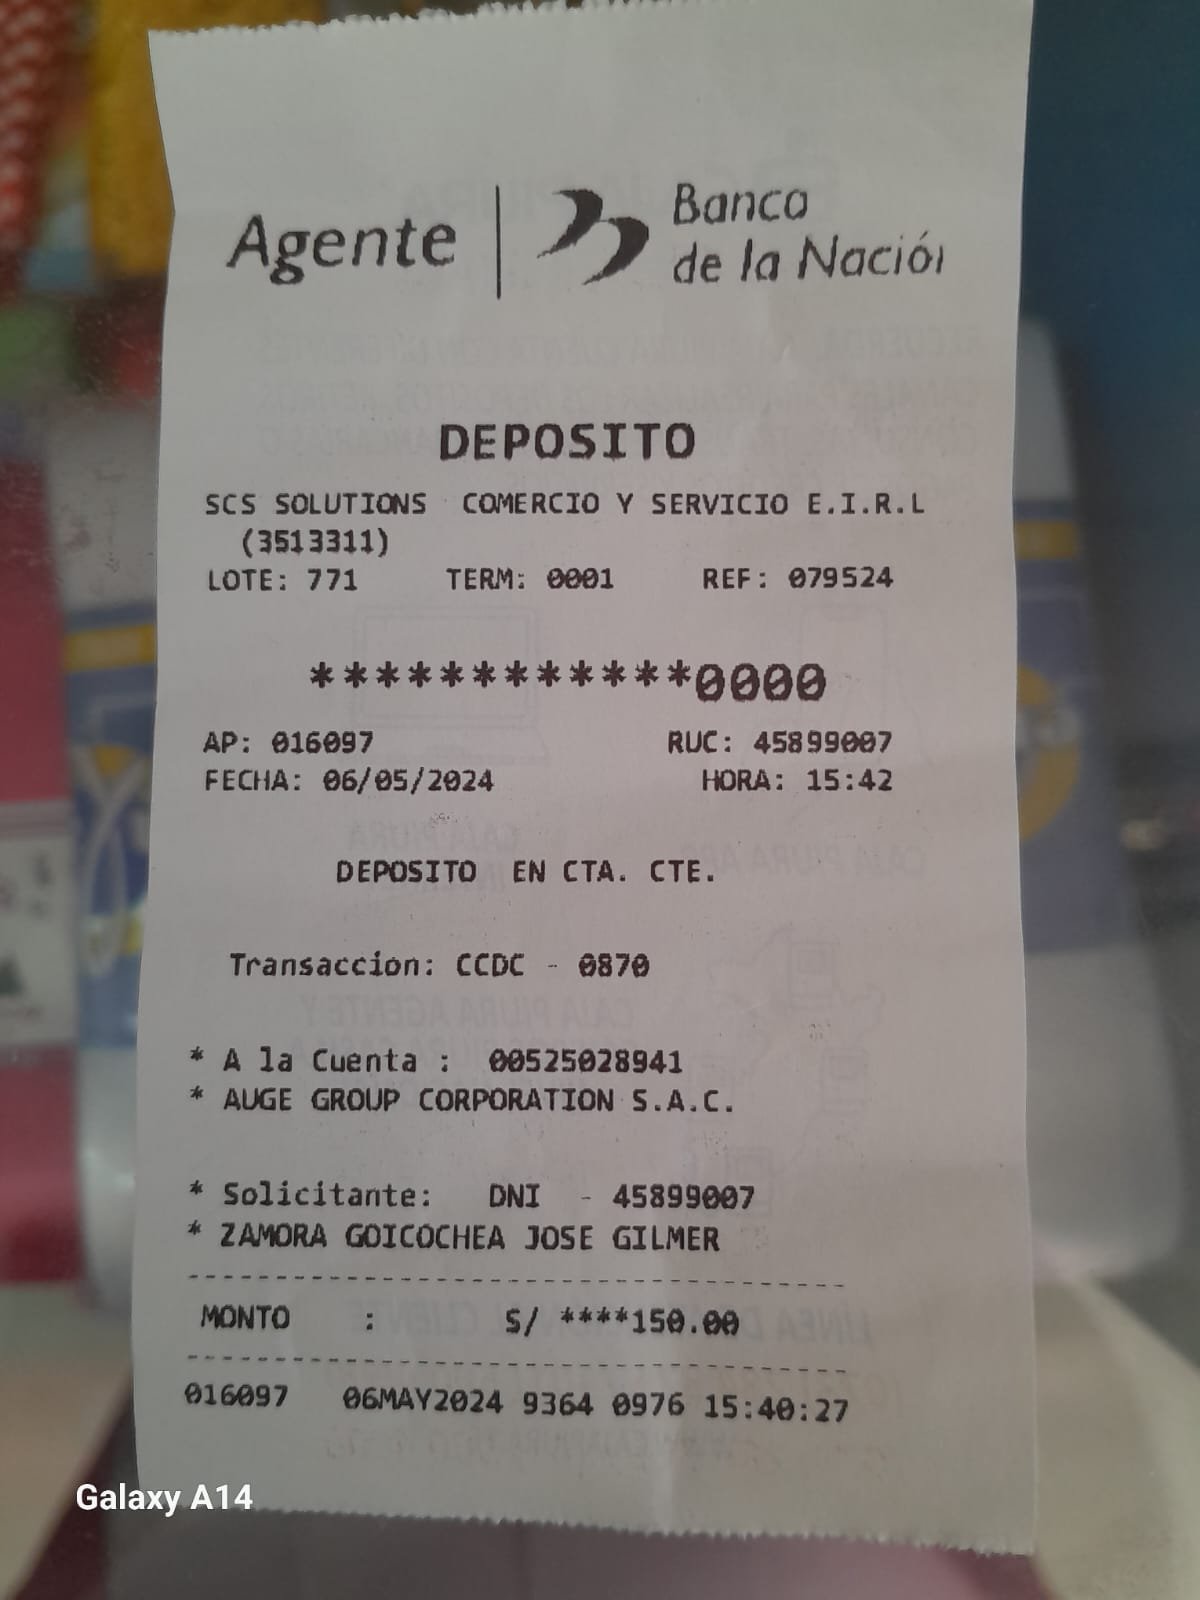 Agente
Banco
de la Nación
DEPOSITO
SCS SOLUTIONS COMERCIO Y SERVICIO E.I.R.L
(3513311)
LOTE: 771 TERM: 0001 REF: 079524
************0000
AP: 016097 RUC: 45899007
FECHA: 06/05/2024 HORA: 15:42
DEPOSITO EN CTA. CTE.
Transaccion: CCDC - 0870
* A la Cuenta : 00525028941
* AUGE GROUP CORPORATION S.A.C.
* Solicitante: DNI - 45899007
* ZAMORA GOICOCHEA JOSE GILMER
MONTO : S/ ****150.00
016097 06MAY2024 9364 0976 15:40:27
Galaxy A14